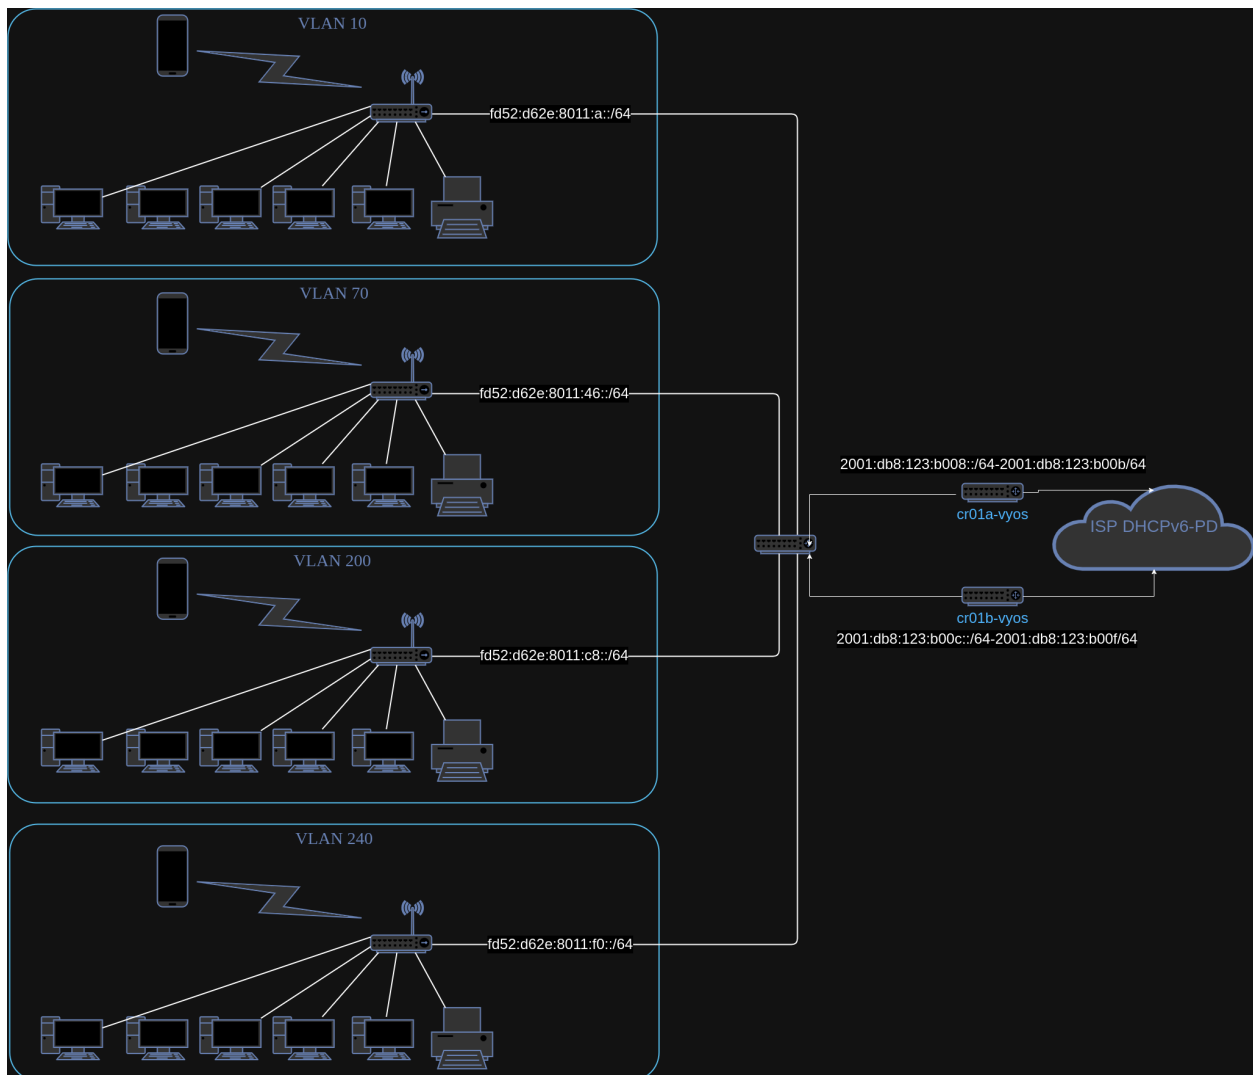 VLAN 10
fd52:d62e:8011:a::/64
VLAN 70
fd52:d62e:8011:46::/64
2001:db8:123:b008::/64-2001:db8:123:b00b/64
cr01a-vyos
ISP DHCPv6-PD
VLAN 200
cr01b-vyos
2001:db8:123:b00c::/64-2001:db8:123:b00f/64
fd52:d62e:8011:c8::/64
VLAN 240
fd52:d62e:8011:f0::/64